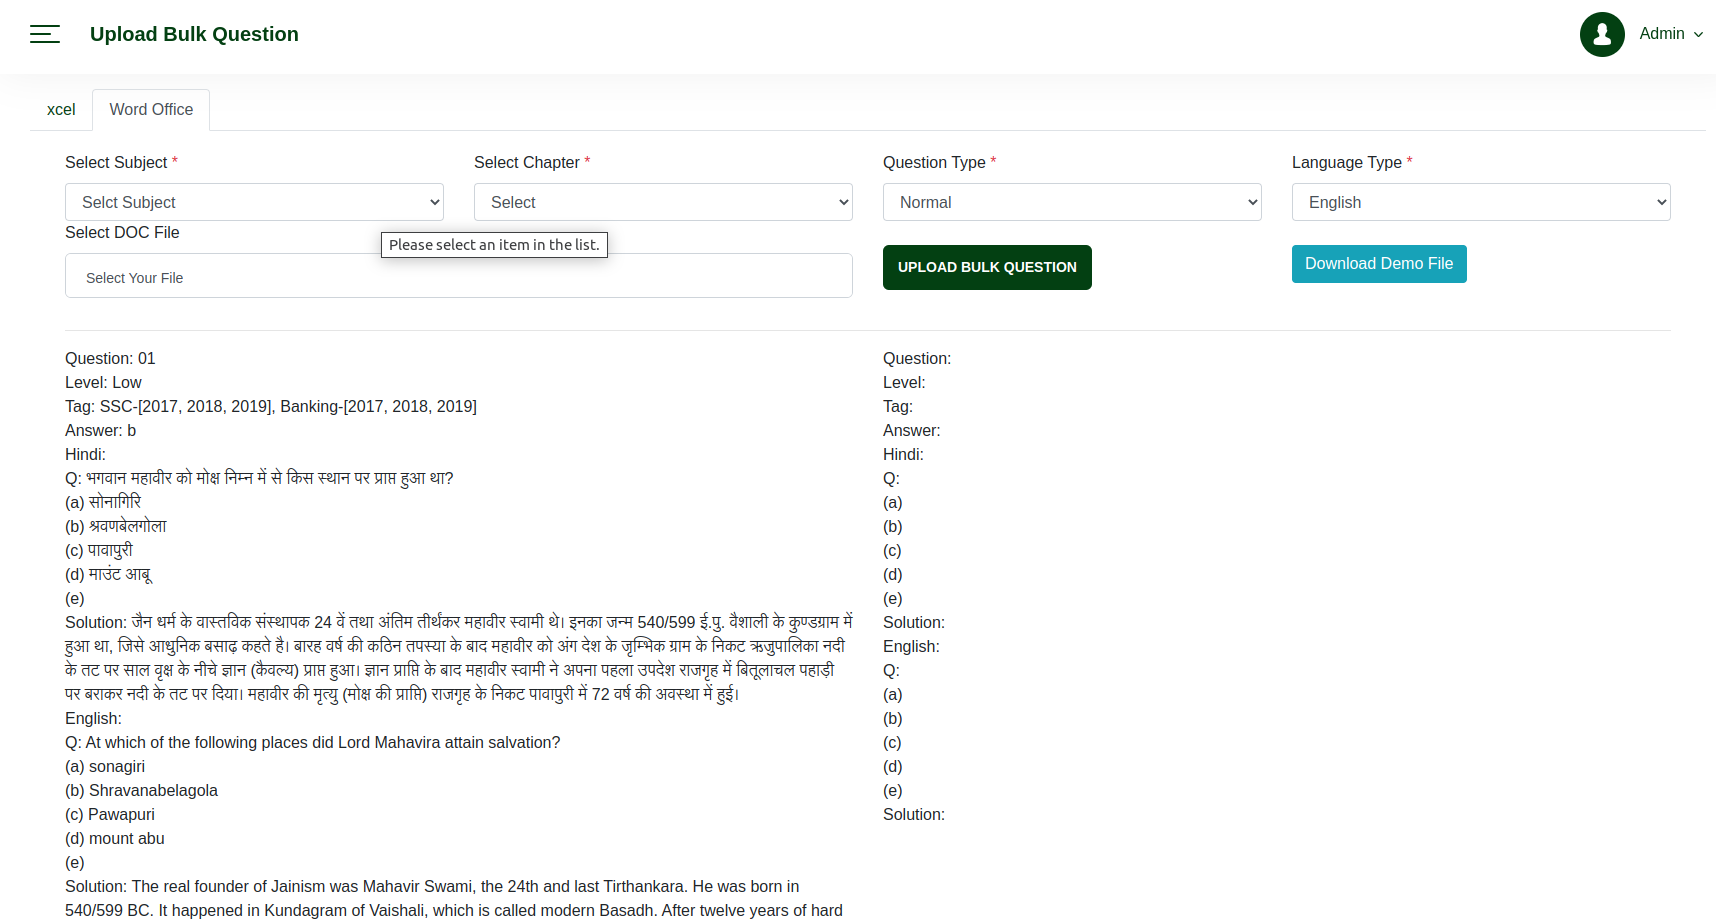 Upload Bulk Question
Admin
xcel
Word Office
Select Subject *
Select Chapter *
Question Type *
Language Type *
Selct Subject
Select
Normal
English
Select DOC File
Please select an item in the list.
Select Your File
UPLOAD BULK QUESTION
Download Demo File
Question: 01
Level: Low
Tag: SSC-[2017, 2018, 2019], Banking-[2017, 2018, 2019]
Answer: b
Hindi:
Q: भगवान महावीर को मोक्ष निम्न में से किस स्थान पर प्राप्त हुआ था?
(a) सोनागिरि
(b) श्रवणबेलगोला
(c) पावापुरी
(d) माउंट आबू
(e)
Solution: जैन धर्म के वास्तविक संस्थापक 24 वें तथा अंतिम तीर्थंकर महावीर स्वामी थे। इनका जन्म 540/599 ई.पु. वैशाली के कुण्डग्राम में
हुआ था, जिसे आधुनिक बसाढ़ कहते है। बारह वर्ष की कठिन तपस्या के बाद महावीर को अंग देश के जृम्भिक ग्राम के निकट ऋजुपालिका नदी
के तट पर साल वृक्ष के नीचे ज्ञान (कैवल्य) प्राप्त हुआ। ज्ञान प्राप्ति के बाद महावीर स्वामी ने अपना पहला उपदेश राजगृह में बितूलाचल पहाड़ी
पर बराकर नदी के तट पर दिया। महावीर की मृत्यु (मोक्ष की प्राप्ति) राजगृह के निकट पावापुरी में 72 वर्ष की अवस्था में हुई।
English:
Q: At which of the following places did Lord Mahavira attain salvation?
(a) sonagiri
(b) Shravanabelagola
(c) Pawapuri
(d) mount abu
(e)
Solution: The real founder of Jainism was Mahavir Swami, the 24th and last Tirthankara. He was born in
540/599 BC. It happened in Kundagram of Vaishali, which is called modern Basadh. After twelve years of hard
Question:
Level:
Tag:
Answer:
Hindi:
Q:
(a)
(b)
(c)
(d)
(e)
Solution:
English:
Q:
(a)
(b)
(c)
(d)
(e)
Solution: